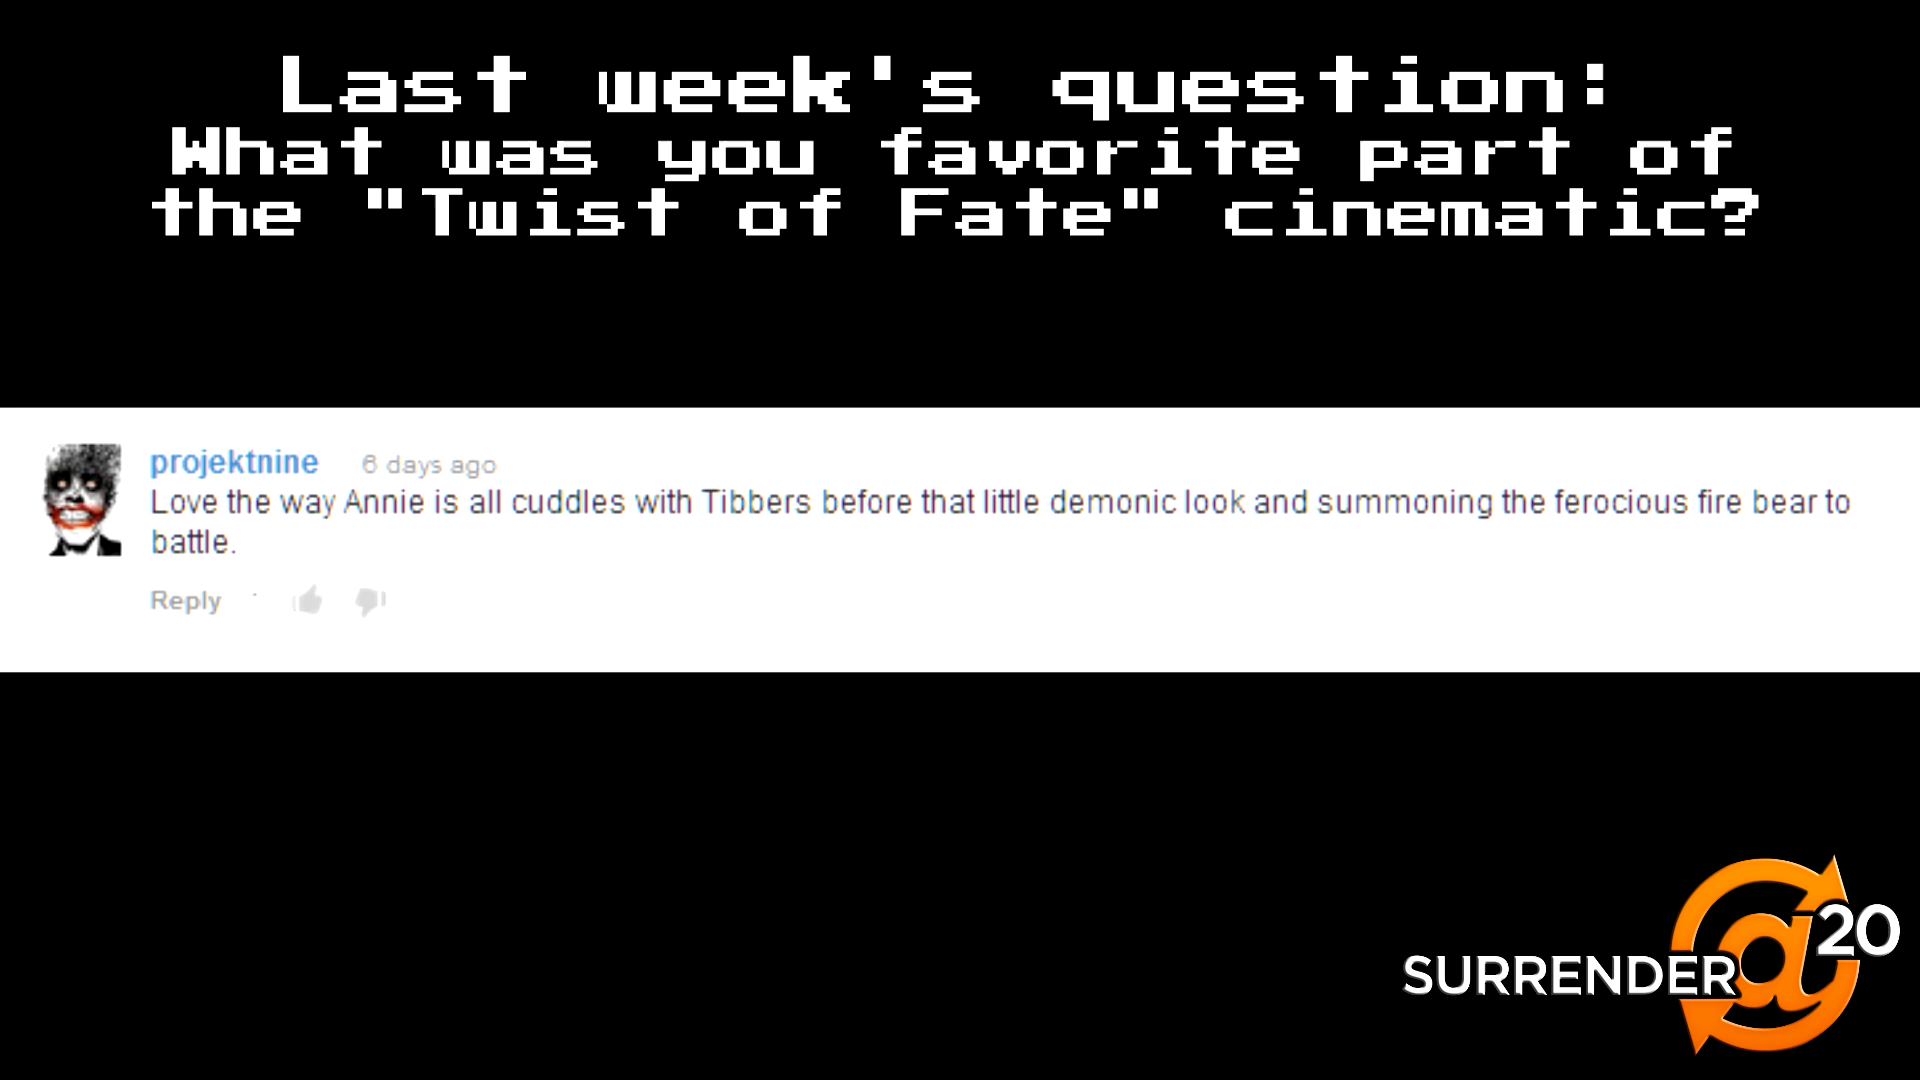 Last week's question:
What was you favorite part of
the "Twist of Fate" cinematic?
projektnine 6 days ago
Love the way Annie is all cuddles with Tibbers before that little demonic look and summoning the ferocious fire bear to
battle.
Reply
SURRENDER@20